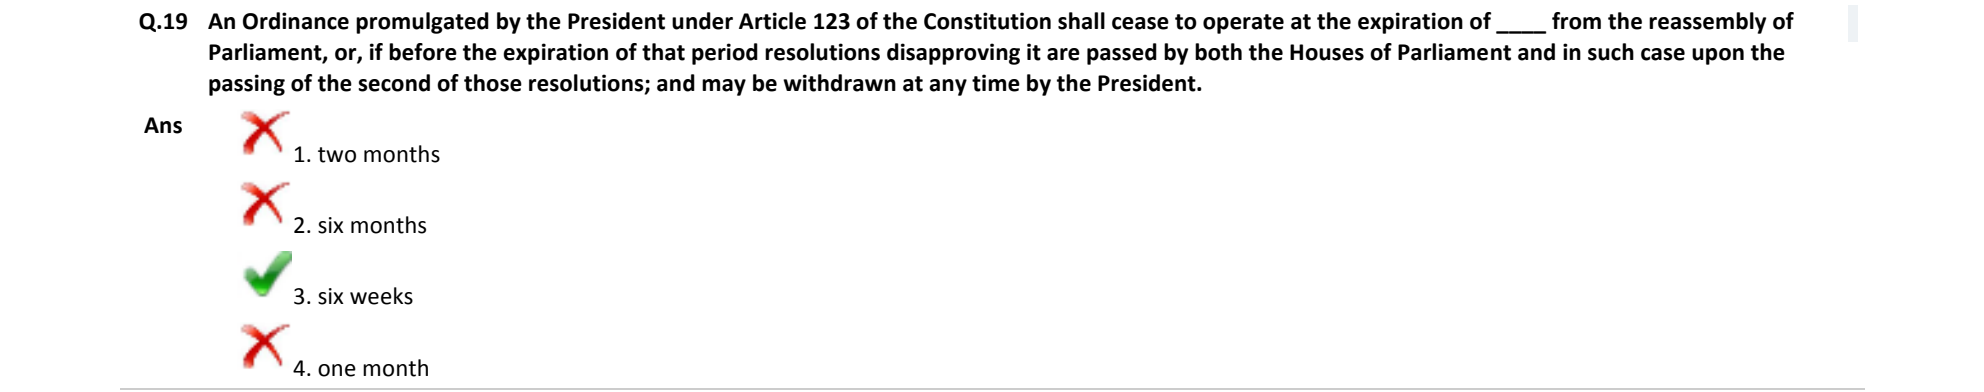 Q.19 An Ordinance promulgated by the President under Article 123 of the Constitution shall cease to operate at the expiration of ____ from the reassembly of
Parliament, or, if before the expiration of that period resolutions disapproving it are passed by both the Houses of Parliament and in such case upon the
passing of the second of those resolutions; and may be withdrawn at any time by the President.
Ans
1. two months
2. six months
3. six weeks
4. one month